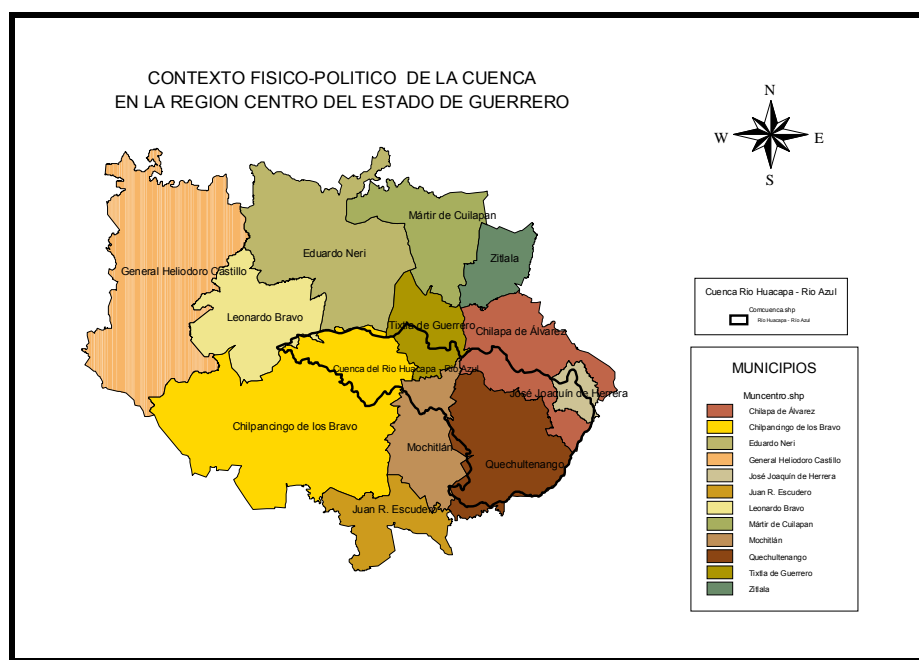 CONTEXTO FISICO-POLITICO DE LA CUENCA
EN LA REGION CENTRO DEL ESTADO DE GUERRERO
N
W
E
S
Mártir de Cuilapan
Eduardo Neri
Zitlala
General Heliodoro Castillo
Leonardo Bravo
Tixtla de Guerrero
Chilapa de Álvarez
Cuenca del Rio Huacapa - Rio Azul
José Joaquín de Herrera
Chilpancingo de los Bravo
Mochitlán
Quechultenango
Juan R. Escudero
Cuenca Rio Huacapa - Rio Azul
Comcuenca.shp
Rio Huacapa - Rio Azul
MUNICIPIOS
Muncentro.shp
Chilapa de Álvarez
Chilpancingo de los Bravo
Eduardo Neri
General Heliodoro Castillo
José Joaquín de Herrera
Juan R. Escudero
Leonardo Bravo
Mártir de Cuilapan
Mochitlán
Quechultenango
Tixtla de Guerrero
Zitlala